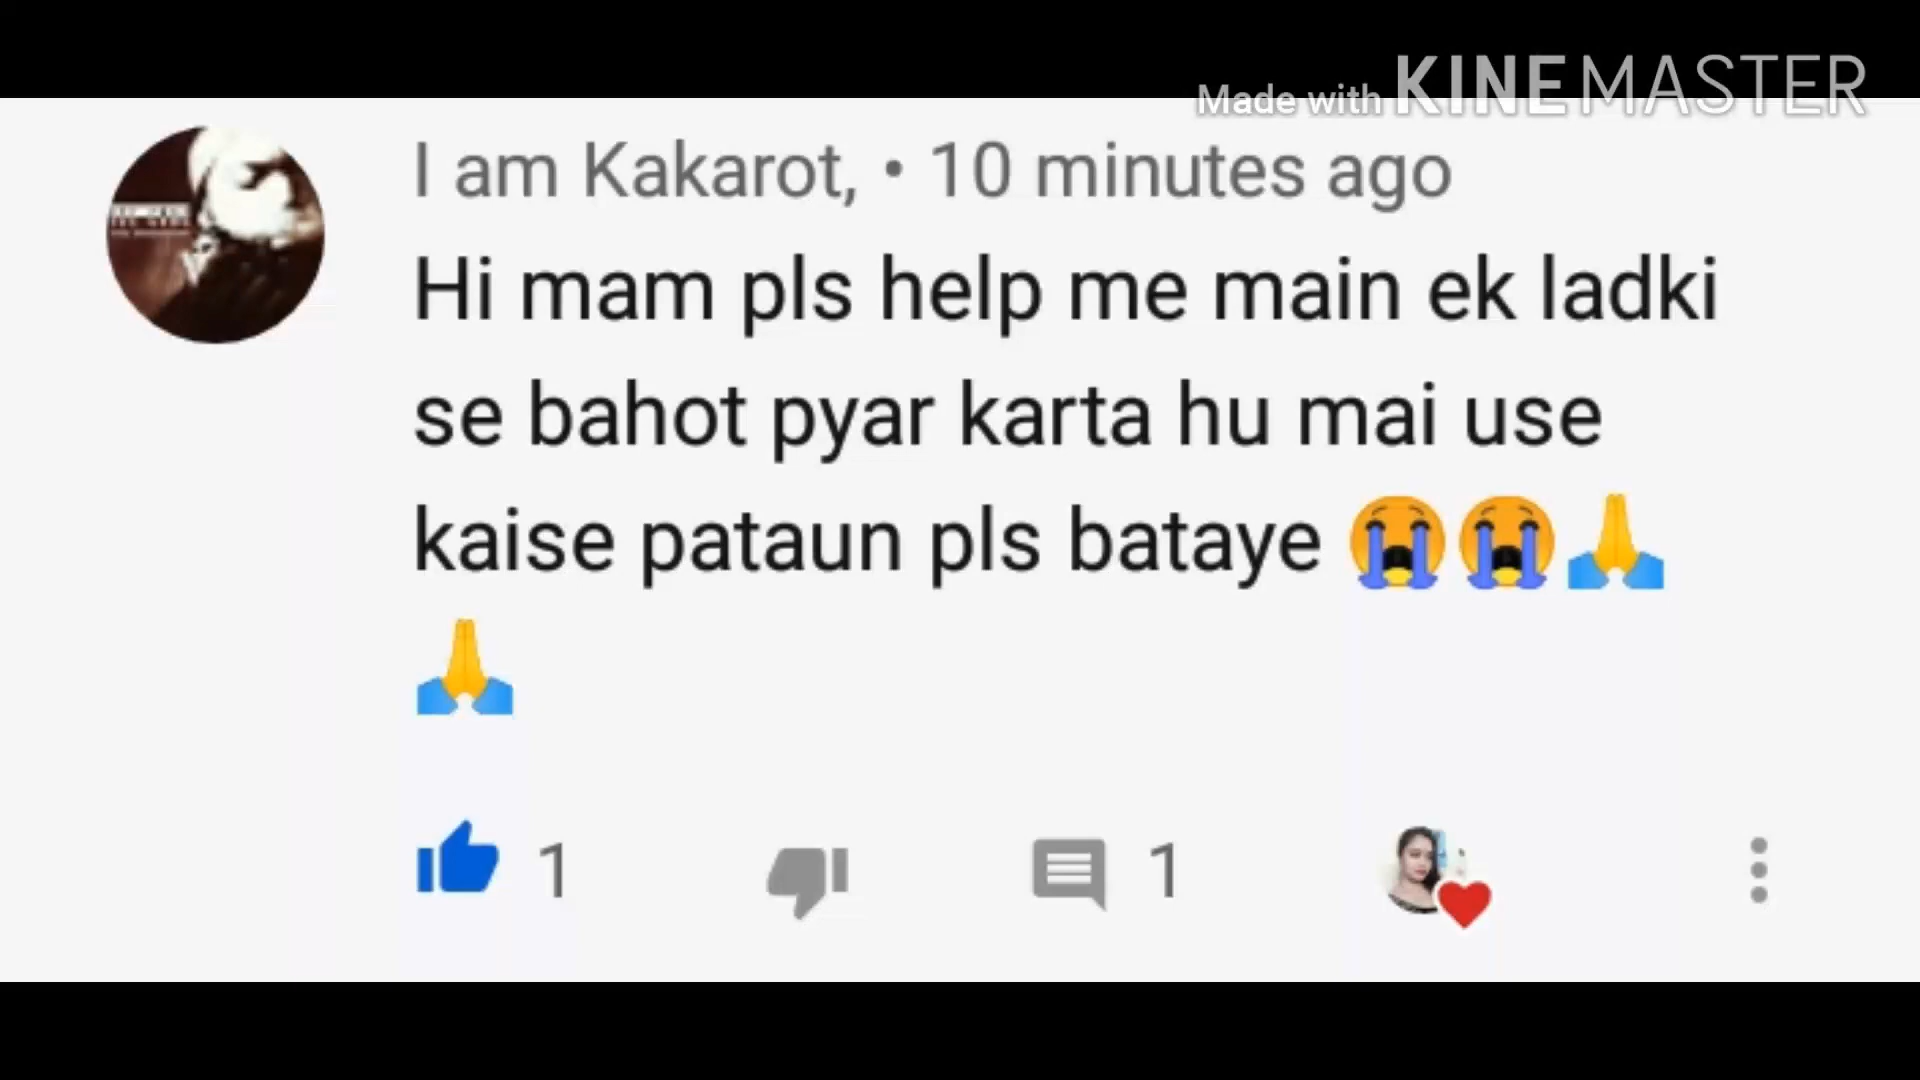 Made with KINEMASTER
I am Kakarot, • 10 minutes ago
Hi mam pls help me main ek ladki
se bahot pyar karta hu mai use
kaise pataun pls bataye 😭😭🙏
🙏
1 1